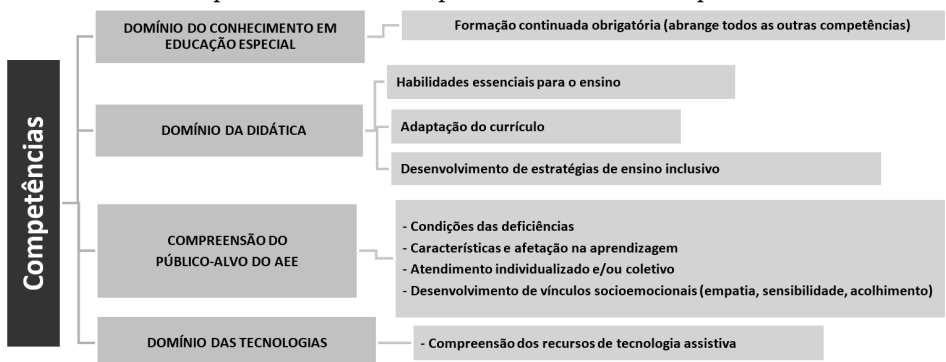 Competências
DOMÍNIO DO CONHECIMENTO EM
EDUCAÇÃO ESPECIAL
Formação continuada obrigatória (abrange todos as outras competências)
DOMÍNIO DA DIDÁTICA
Habilidades essenciais para o ensino
Adaptação do currículo
Desenvolvimento de estratégias de ensino inclusivo
COMPREENSÃO DO
PÚBLICO-ALVO DO AEE
- Condições das deficiências
- Características e afetação na aprendizagem
- Atendimento individualizado e/ou coletivo
- Desenvolvimento de vínculos socioemocionais (empatia, sensibilidade, acolhimento)
DOMÍNIO DAS TECNOLOGIAS
- Compreensão dos recursos de tecnologia assistiva